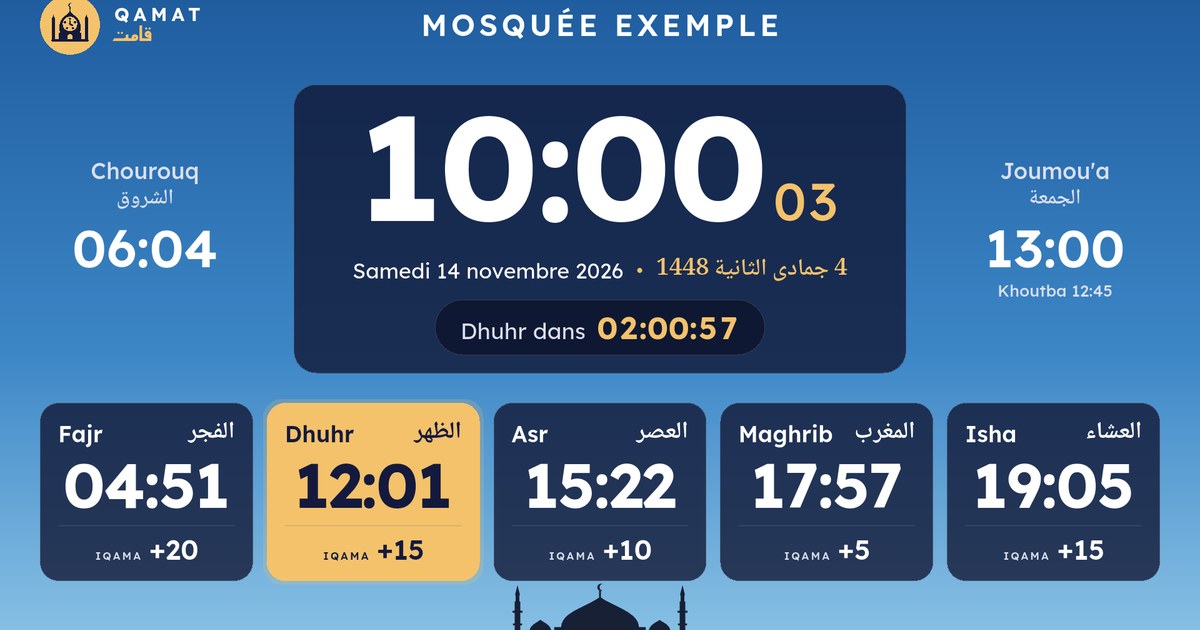 QAMAT
قامت
MOSQUÉE EXEMPLE
Chourouq
الشروق
06:04
10:00 03
Samedi 14 novembre 2026 • 4 جمادى الثانية 1448
Dhuhr dans 02:00:57
Joumou'a
الجمعة
13:00
Khoutba 12:45
Fajr الفجر
04:51
IQAMA +20
Dhuhr الظهر
12:01
IQAMA +15
Asr العصر
15:22
IQAMA +10
Maghrib المغرب
17:57
IQAMA +5
Isha العشاء
19:05
IQAMA +15